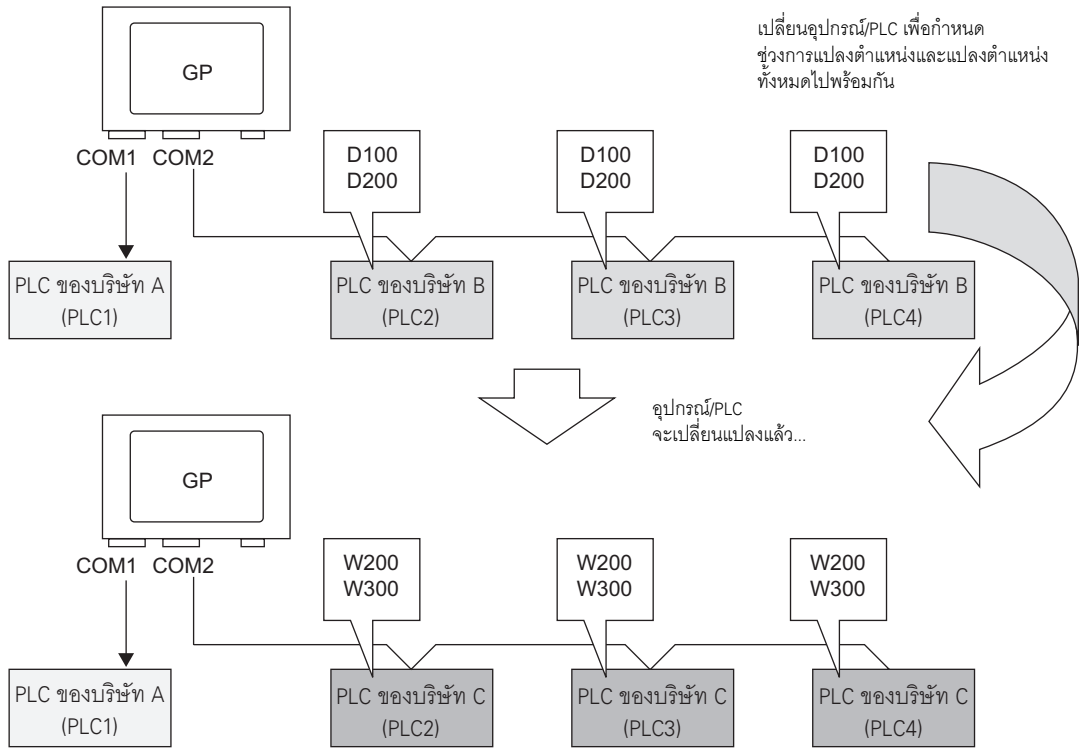 เปลี่ยนอุปกรณ์/PLC เพื่อกำหนด
ช่วงการแปลงตำแหน่งและแปลงตำแหน่ง
ทั้งหมดไปพร้อมกัน
GP
COM1 COM2
D100
D200
D100
D200
D100
D200
PLC ของบริษัท A
(PLC1)
PLC ของบริษัท B
(PLC2)
PLC ของบริษัท B
(PLC3)
PLC ของบริษัท B
(PLC4)
อุปกรณ์/PLC
จะเปลี่ยนแปลงแล้ว...
GP
COM1 COM2
W200
W300
W200
W300
W200
W300
PLC ของบริษัท A
(PLC1)
PLC ของบริษัท C
(PLC2)
PLC ของบริษัท C
(PLC3)
PLC ของบริษัท C
(PLC4)